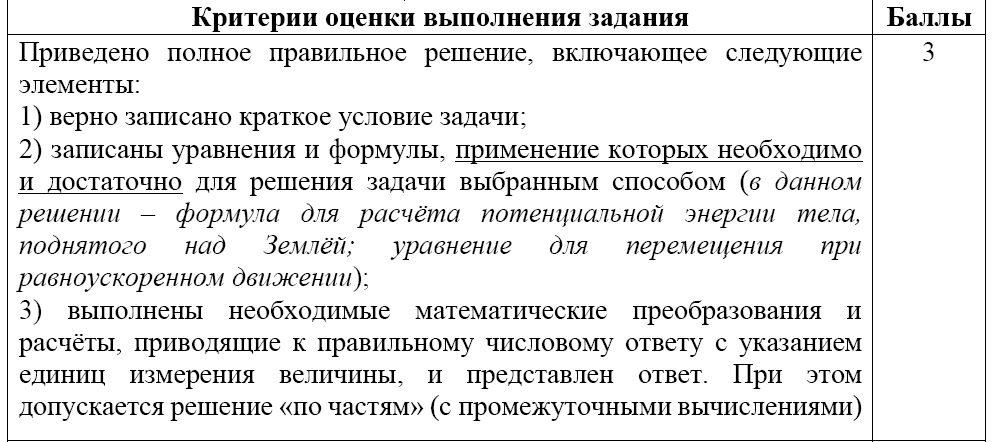 Критерии оценки выполнения задания Баллы
Приведено полное правильное решение, включающее следующие 3
элементы:
1) верно записано краткое условие задачи;
2) записаны уравнения и формулы, применение которых необходимо
и достаточно для решения задачи выбранным способом (в данном
решении – формула для расчёта потенциальной энергии тела,
поднятого над Землёй; уравнение для перемещения при
равноускоренном движении);
3) выполнены необходимые математические преобразования и
расчёты, приводящие к правильному числовому ответу с указанием
единиц измерения величины, и представлен ответ. При этом
допускается решение «по частям» (с промежуточными вычислениями)